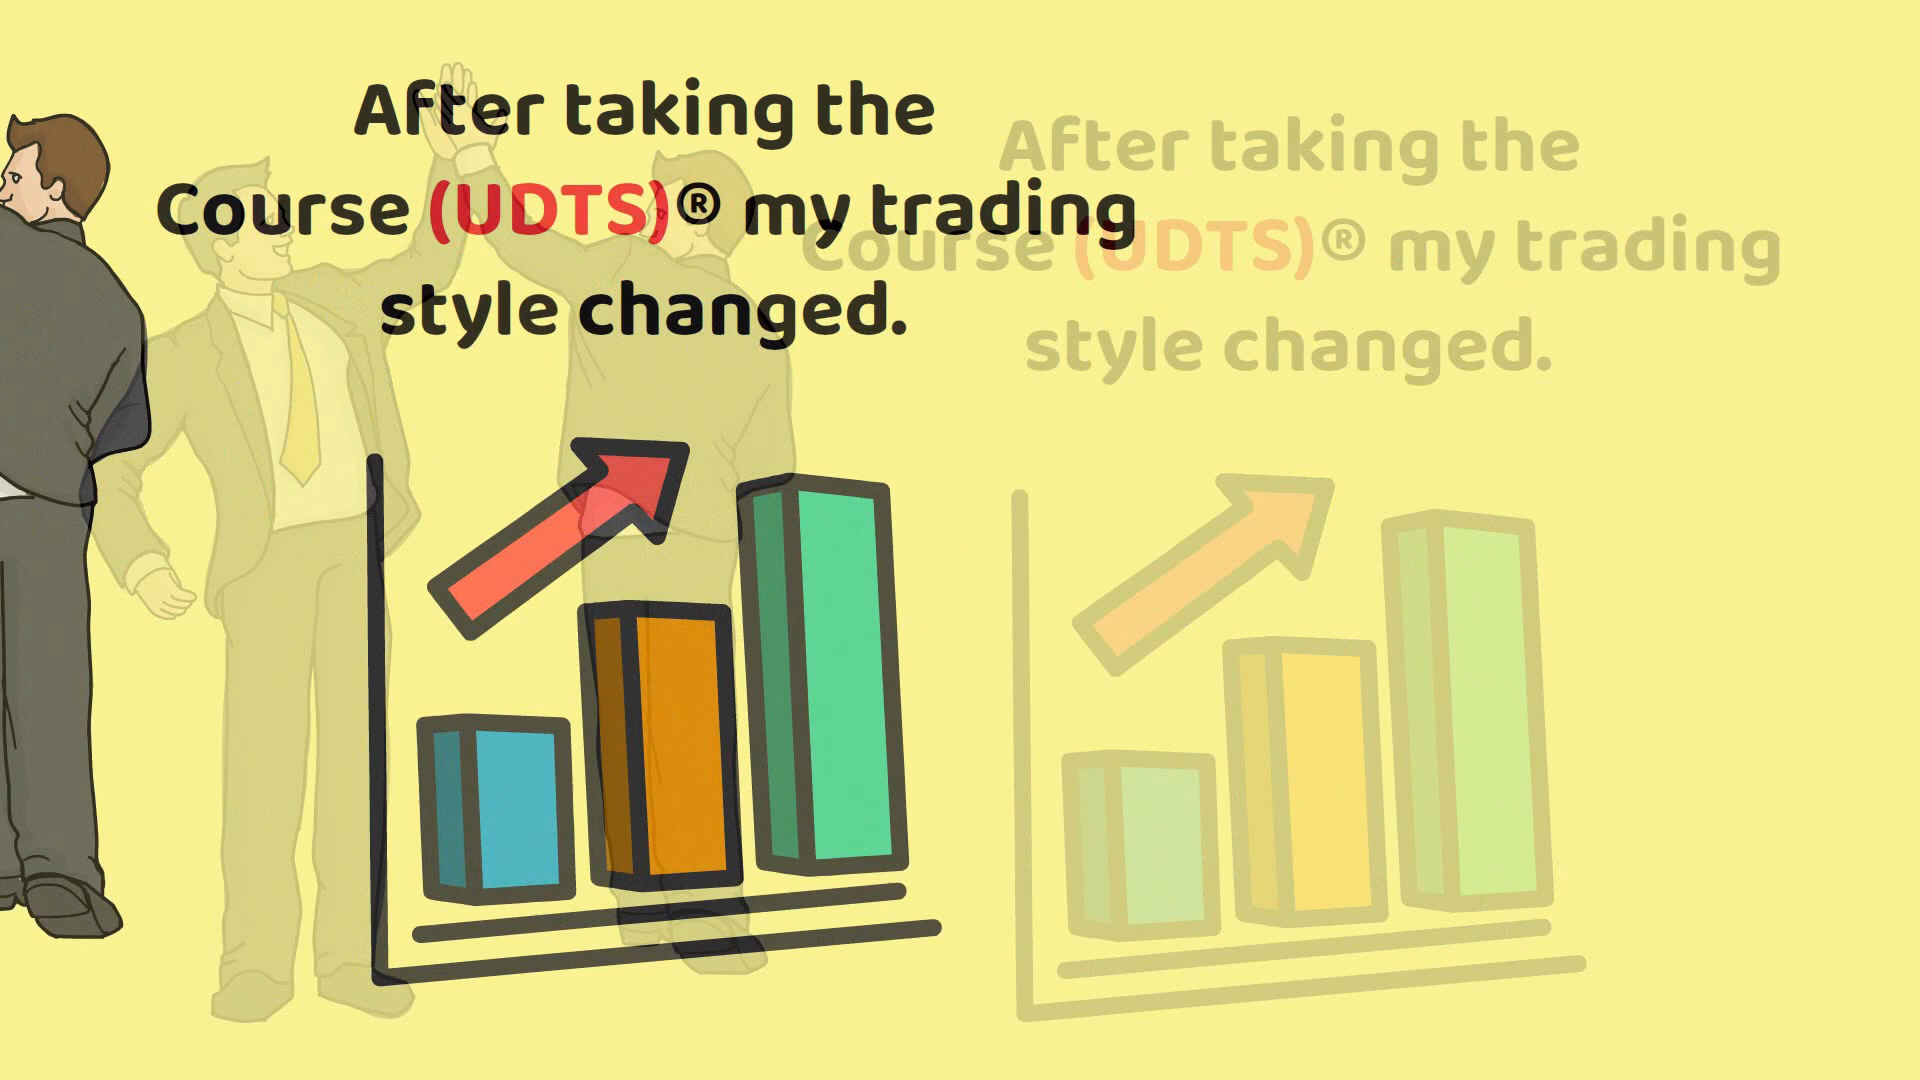 After taking the
Course (UDTS)® my trading
style changed.
After taking the
Course (UDTS)® my trading
style changed.